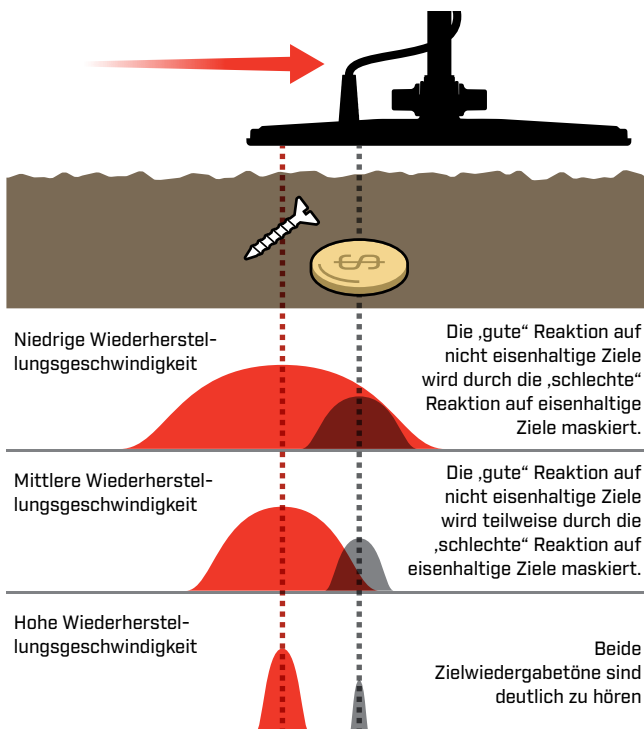 Niedrige Wiederherstel-
lungsgeschwindigkeit
Die ‚gute“ Reaktion auf
nicht eisenhaltige Ziele
wird durch die ‚schlechte“
Reaktion auf eisenhaltige
Ziele maskiert.
Mittlere Wiederherstel-
lungsgeschwindigkeit
Die ‚gute“ Reaktion auf
nicht eisenhaltige Ziele
wird teilweise durch die
‚schlechte“ Reaktion auf
eisenhaltige Ziele maskiert.
Hohe Wiederherstel-
lungsgeschwindigkeit
Beide
Zielwiedergabetöne sind
deutlich zu hören